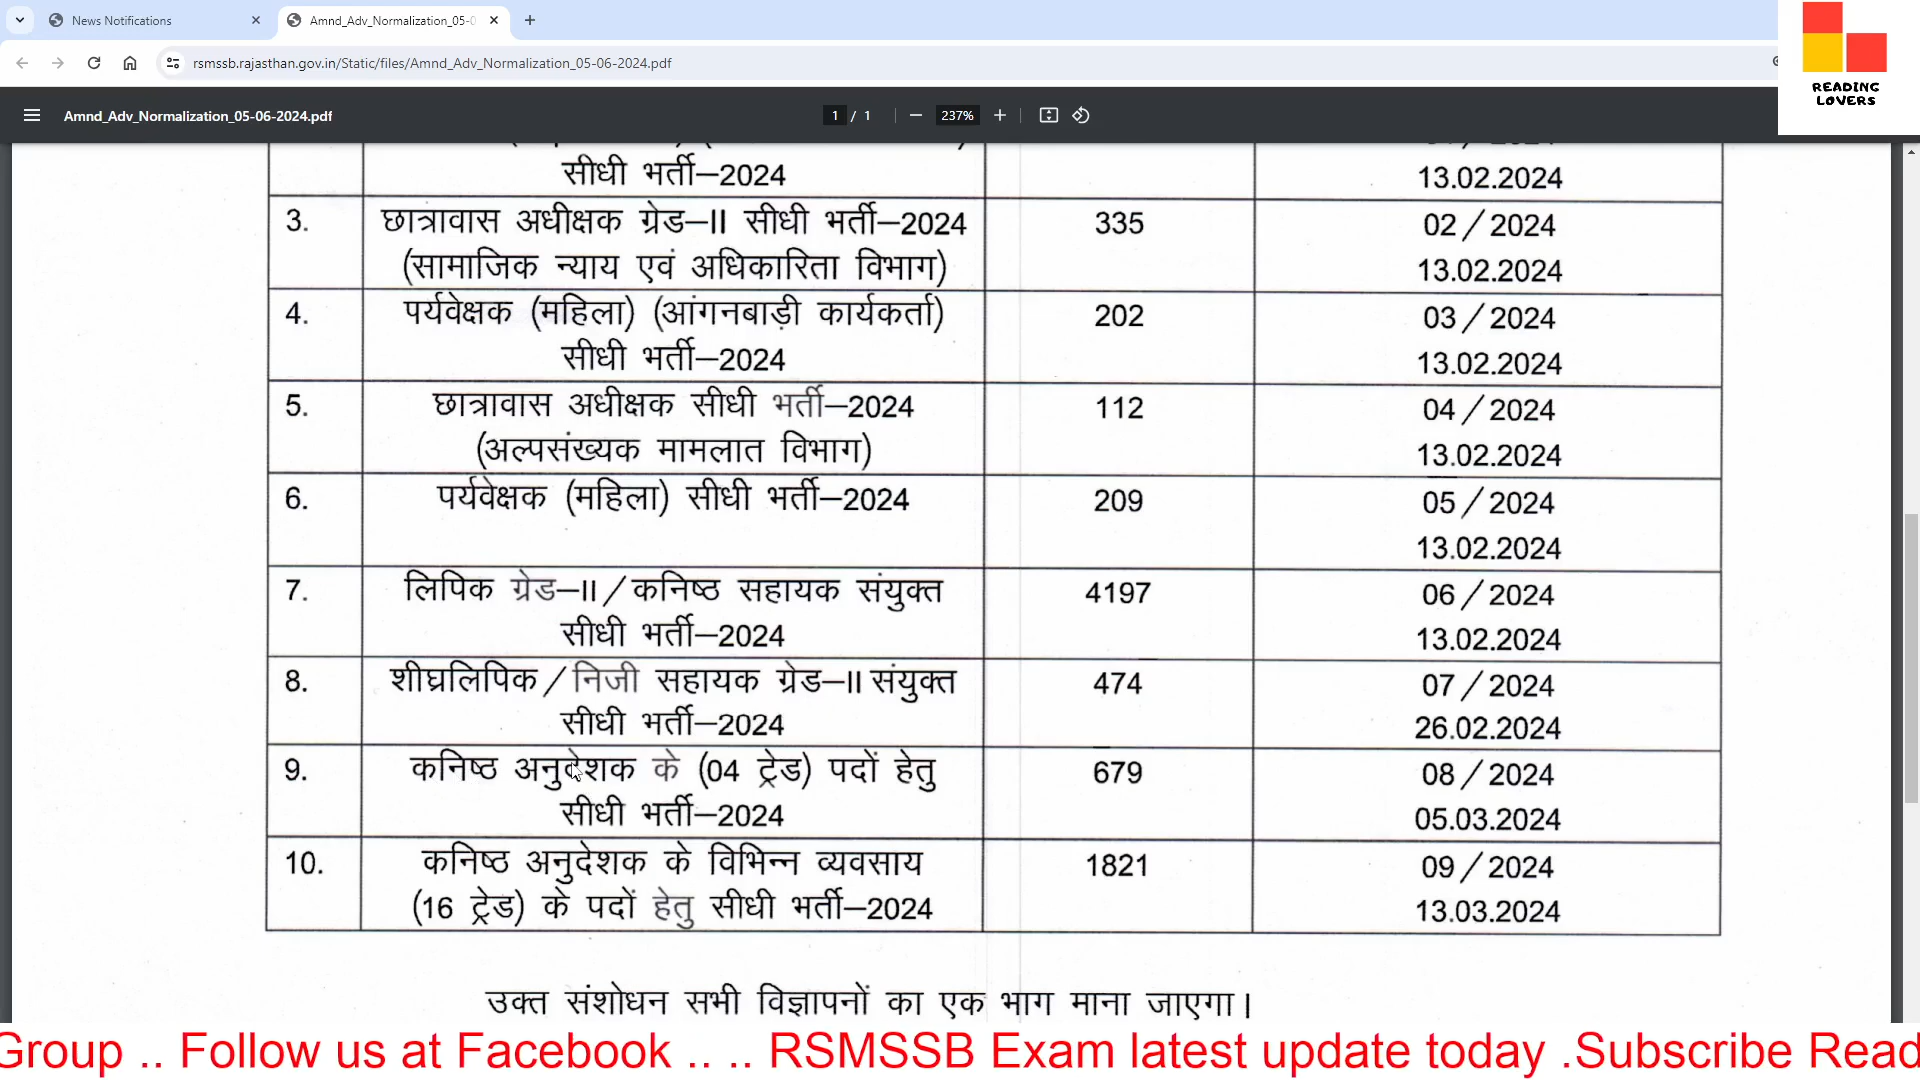 News Notifications
Amnd_Adv_Normalization_05-0
rsmssb.rajasthan.gov.in/Static/files/Amnd_Adv_Normalization_05-06-2024.pdf
READING
LOVERS
Amnd_Adv_Normalization_05-06-2024.pdf
1 / 1
237%
सीधी भर्ती–2024
13.02.2024
3. छात्रावास अधीक्षक ग्रेड–II सीधी भर्ती–2024 335 02/2024
(सामाजिक न्याय एवं अधिकारिता विभाग) 13.02.2024
4. पर्यवेक्षक (महिला) (आंगनबाड़ी कार्यकर्ता) 202 03/2024
सीधी भर्ती–2024 13.02.2024
5. छात्रावास अधीक्षक सीधी भर्ती–2024 112 04/2024
(अल्पसंख्यक मामलात विभाग) 13.02.2024
6. पर्यवेक्षक (महिला) सीधी भर्ती–2024 209 05/2024
13.02.2024
7. लिपिक ग्रेड–II/कनिष्ठ सहायक संयुक्त 4197 06/2024
सीधी भर्ती–2024 13.02.2024
8. शीघ्रलिपिक/निजी सहायक ग्रेड–II संयुक्त 474 07/2024
सीधी भर्ती–2024 26.02.2024
9. कनिष्ठ अनुदेशक के (04 ट्रेड) पदों हेतु 679 08/2024
सीधी भर्ती–2024 05.03.2024
10. कनिष्ठ अनुदेशक के विभिन्न व्यवसाय 1821 09/2024
(16 ट्रेड) के पदों हेतु सीधी भर्ती–2024 13.03.2024
उक्त संशोधन सभी विज्ञापनों का एक भाग माना जाएगा।
Group .. Follow us at Facebook .. .. RSMSSB Exam latest update today .Subscribe Read